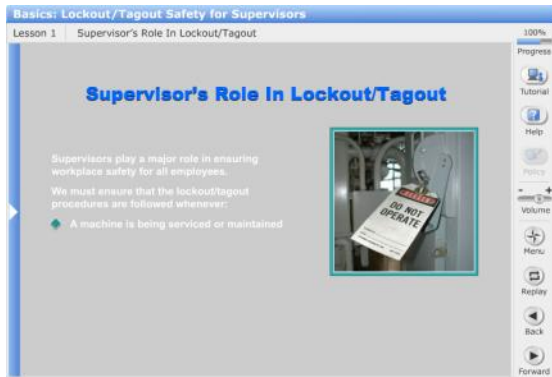 Basics: Lockout/Tagout Safety for Supervisors
Lesson 1 Supervisor's Role In Lockout/Tagout
100%
Progress
Supervisor's Role In Lockout/Tagout
Tutorial
Help
Supervisors play a major role in ensuring
workplace safety for all employees.
Policy
We must ensure that the lockout/tagout
procedures are followed whenever:
A machine is being serviced or maintained
DANGER
DO NOT
OPERATE
- +
Volume
Menu
Replay
Back
Forward